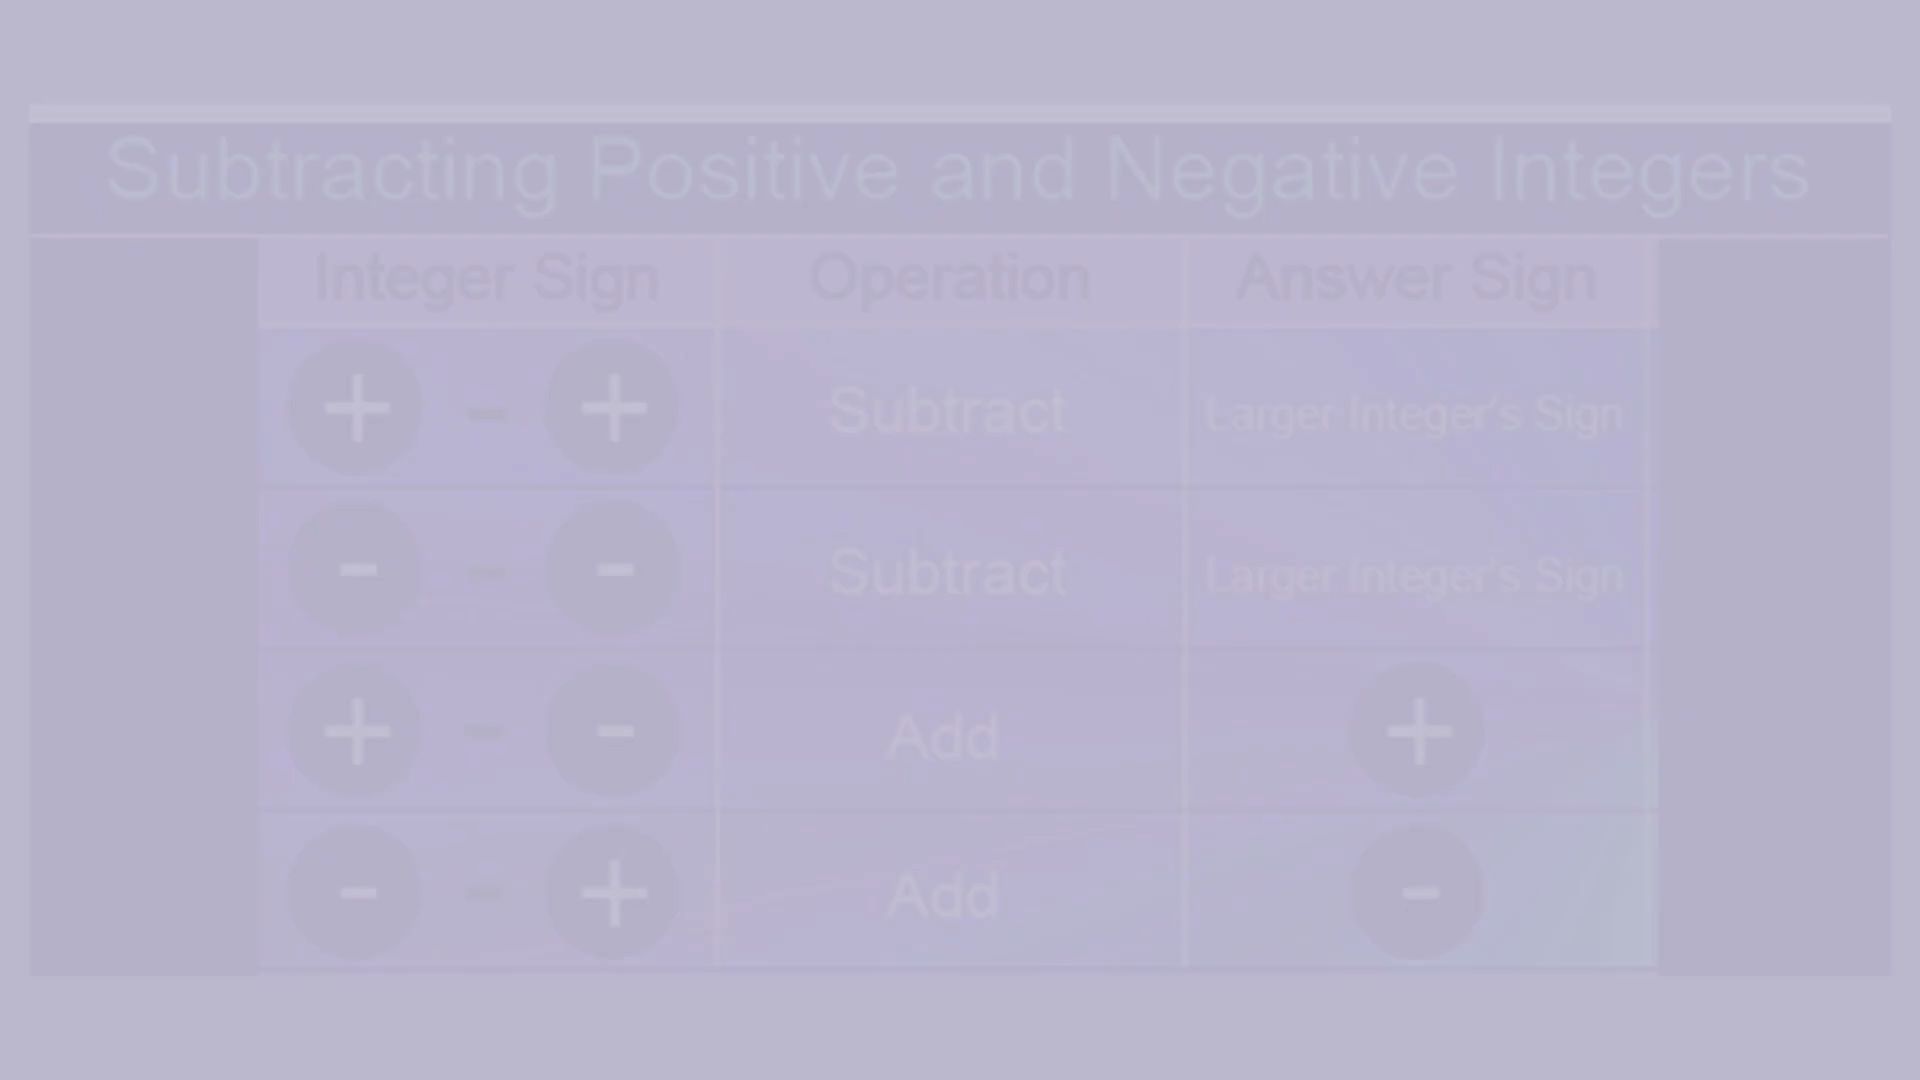 Subtracting Positive and Negative Integers
Integer Sign Operation Answer Sign
+ - + Subtract Larger Integer's Sign
- - - Subtract Larger Integer's Sign
+ - - Add +
- - + Add -